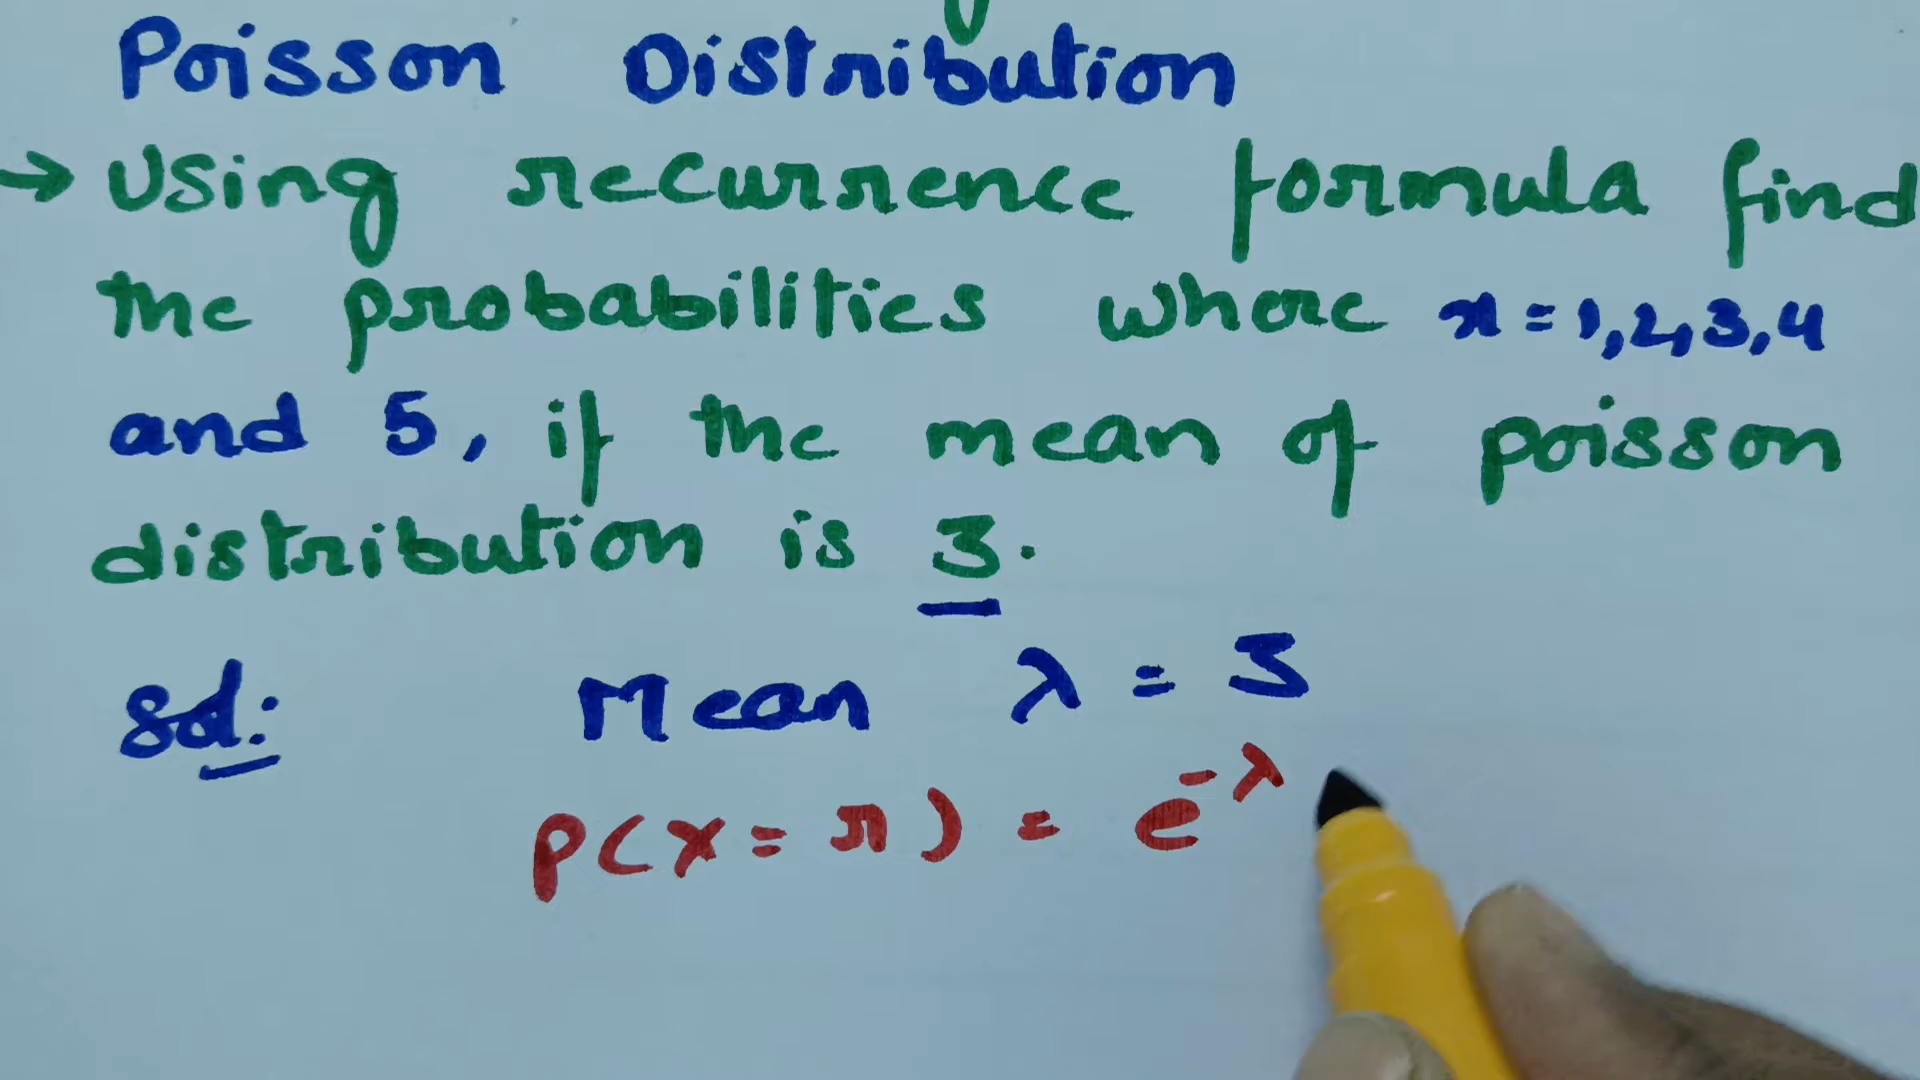 Poisson Distribution
→ Using recurrence formula find
the probabilities where x = 1, 2, 3, 4
and 5, if the mean of poisson
distribution is 3.
Sol: Mean λ = 3
P(X = x) = e^-λ